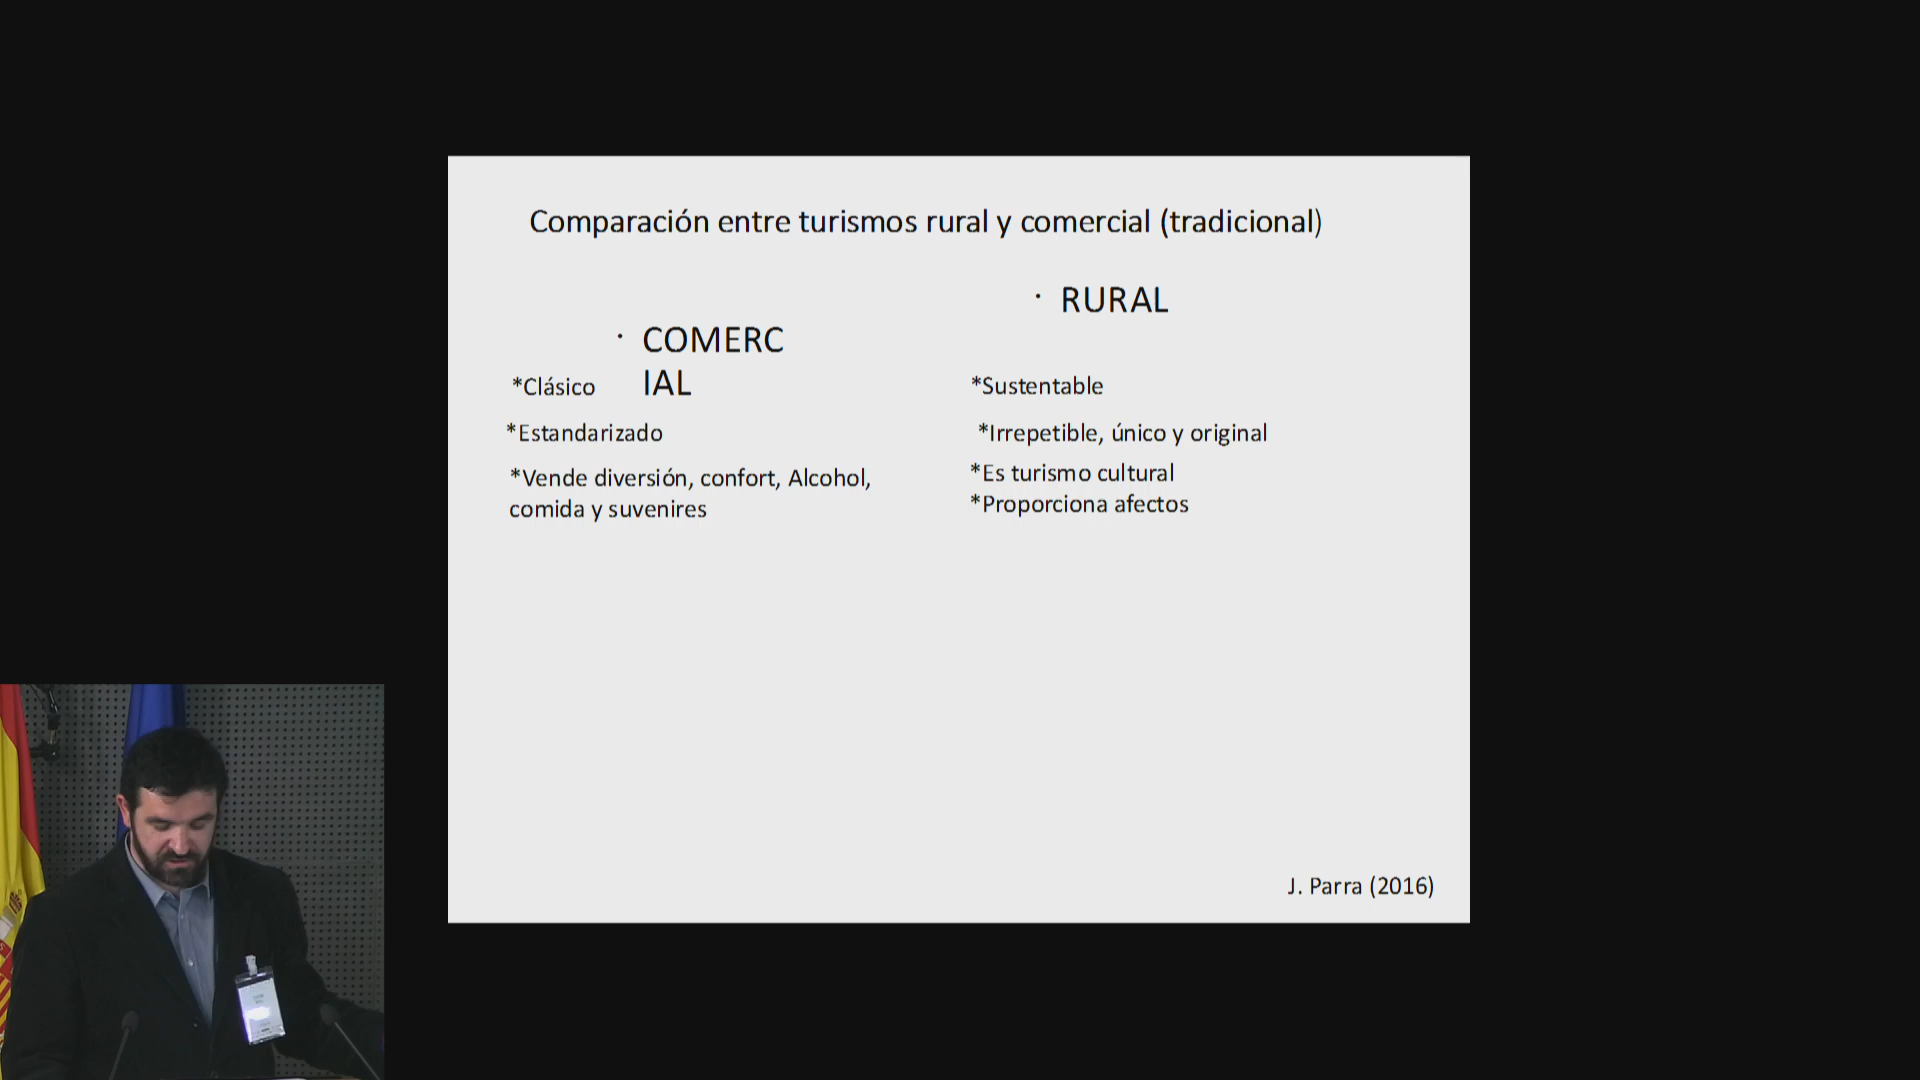 Comparación entre turismos rural y comercial (tradicional)
· COMERC
IAL
*Clásico
*Estandarizado
*Vende diversión, confort, Alcohol,
comida y suvenires
· RURAL
*Sustentable
*Irrepetible, único y original
*Es turismo cultural
*Proporciona afectos
J. Parra (2016)